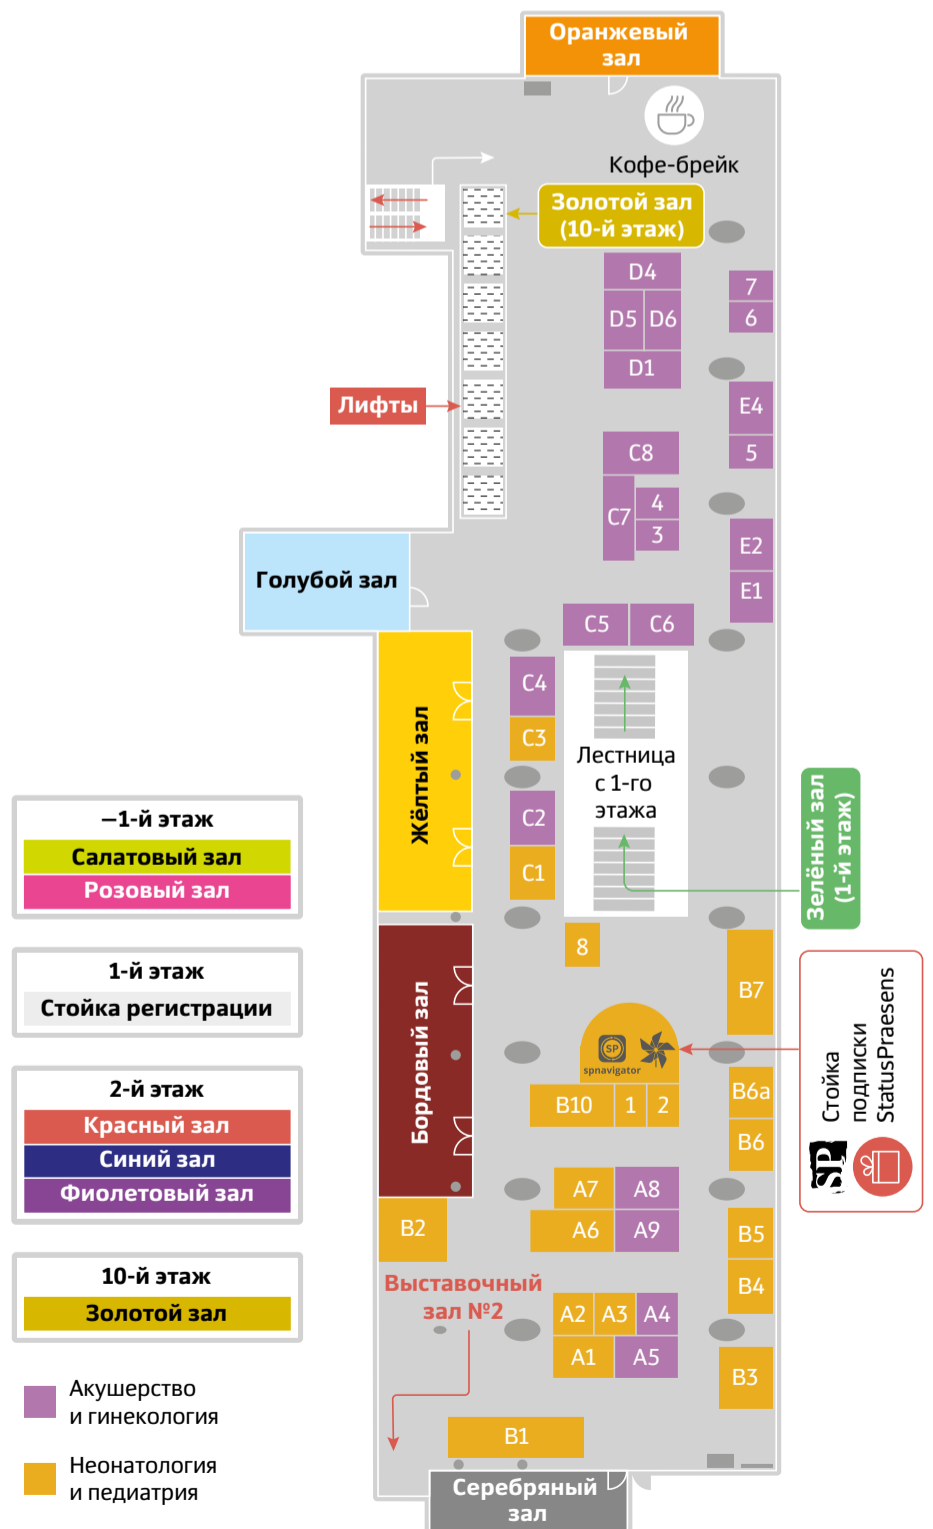 Оранжевый
зал
Кофе-брейк
Золотой зал
(10-й этаж)
D4
7
D5
D6
6
D1
E4
Лифты
C8
5
4
C7
3
E2
Голубой зал
E1
C5
C6
C4
Жёлтый зал
C3
Лестница
с 1-го
этажа
C2
C1
Зелёный зал
(1-й этаж)
–1-й этаж
Салатовый зал
Розовый зал
8
B7
1-й этаж
Стойка регистрации
Бордовый зал
SP
spnavigator
Стойка
подписки
StatusPraesens
SP
B6a
B10
1
2
B6
2-й этаж
Красный зал
Синий зал
Фиолетовый зал
A7
A8
A6
A9
B2
B5
B4
10-й этаж
Золотой зал
Выставочный
зал №2
A2
A3
A4
A1
A5
B3
Акушерство
и гинекология
B1
Неонатология
и педиатрия
Серебряный
зал